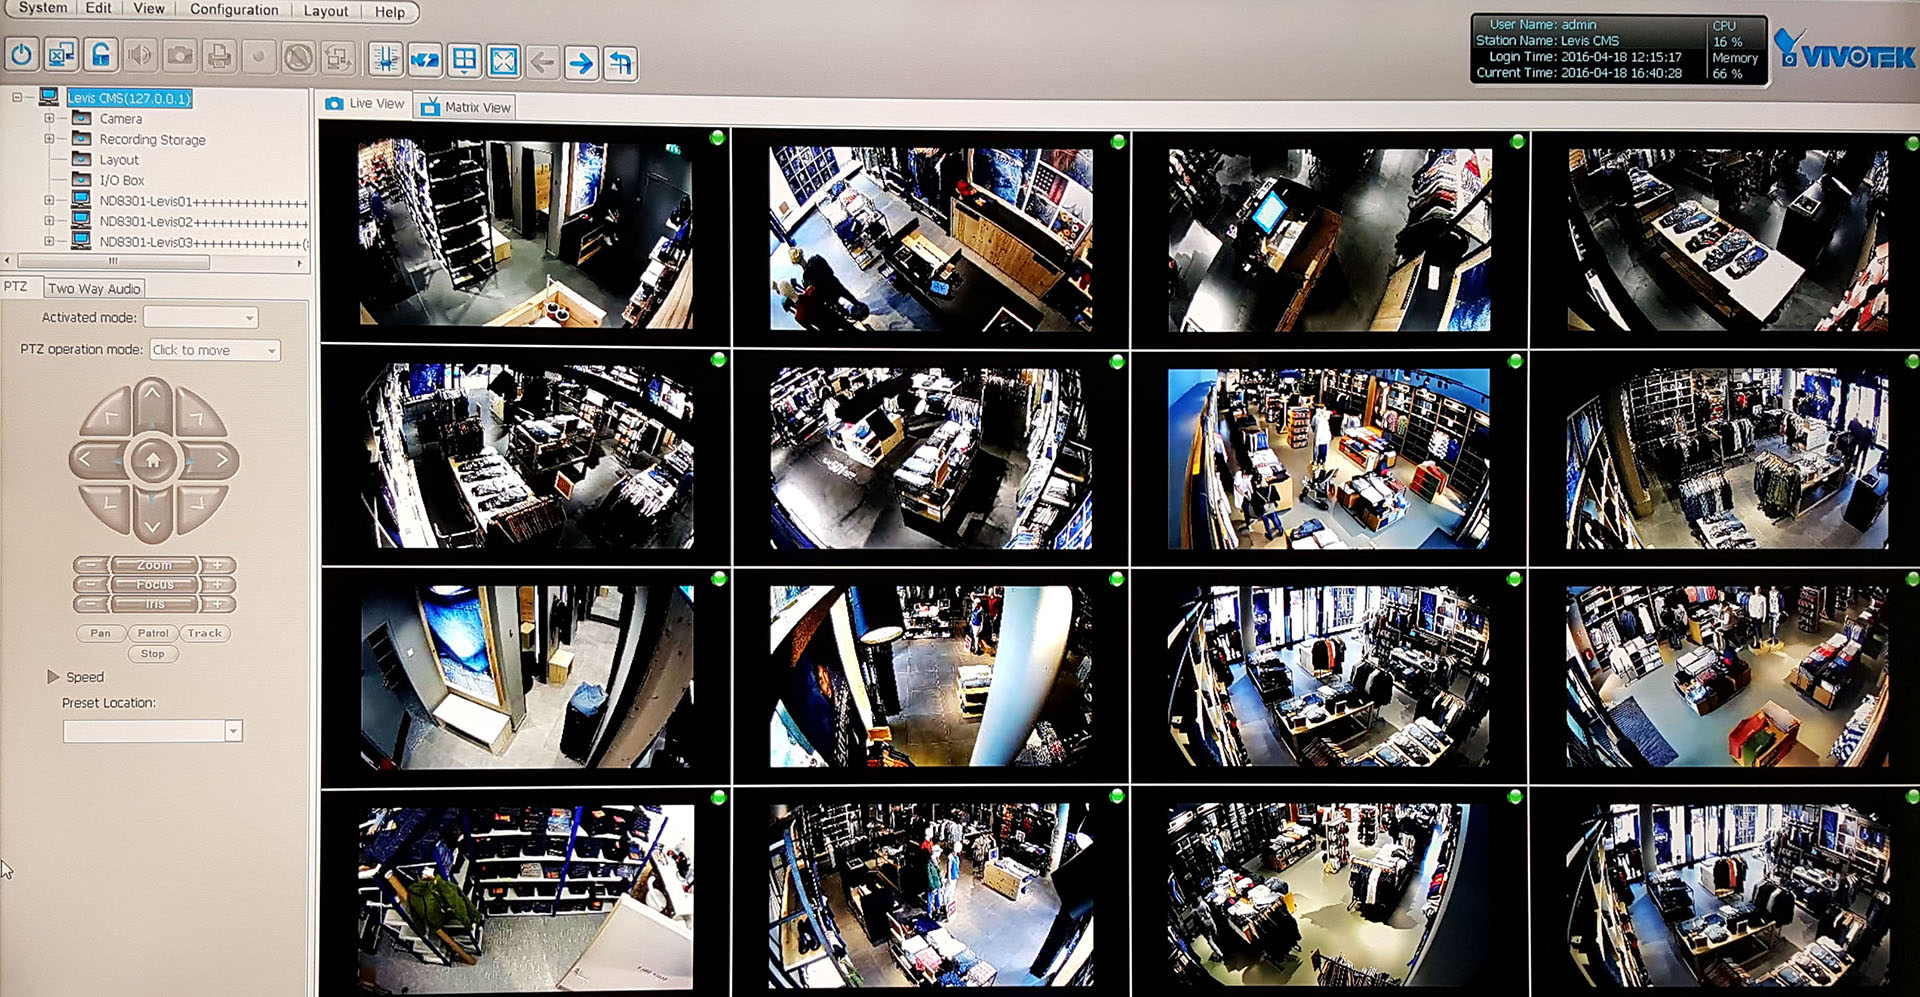 System Edit View Configuration Layout Help
User Name: admin
Station Name: Levis CMS
Login Time: 2016-04-18 12:15:17
Current Time: 2016-04-18 16:40:28
CPU
16 %
Memory
66 %
VIVOTEK
Levis CMS(127.0.0.1)
Camera
Recording Storage
Layout
I/O Box
ND8301-Levis01++++++++++++++
ND8301-Levis02++++++++++++++
ND8301-Levis03+++++++++++++(
Live View Matrix View
PTZ Two Way Audio
Activated mode:
PTZ operation mode: Click to move
Zoom
Focus
Iris
Pan Patrol Track
Stop
Speed
Preset Location: